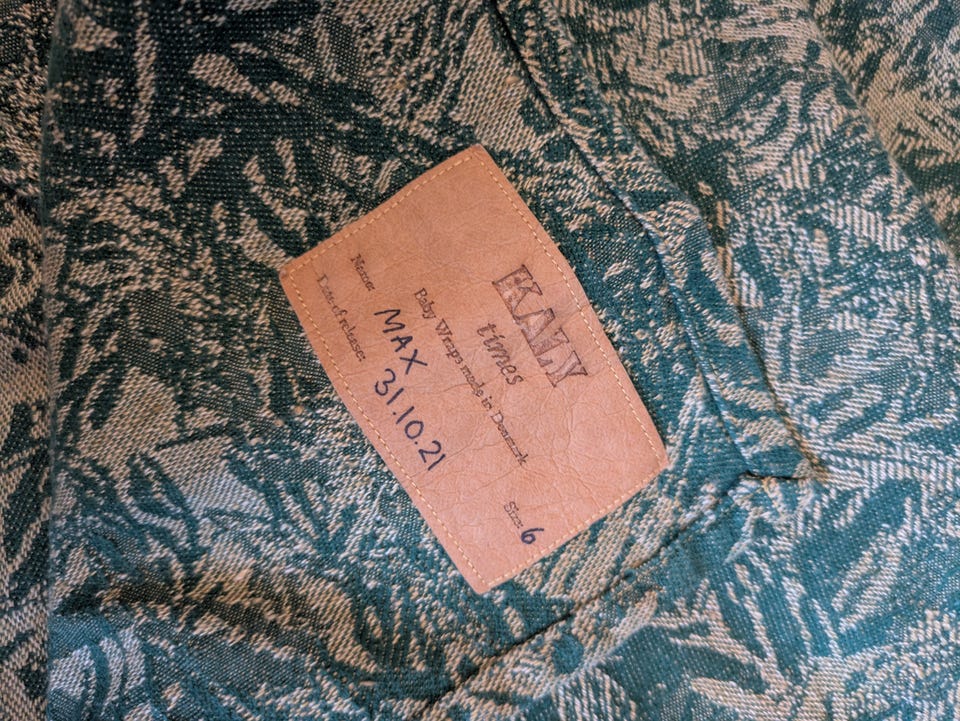 KALY
times
Baby Wraps made in Denmark
Size: 6
Name: MAX
Date of release: 31.10.21